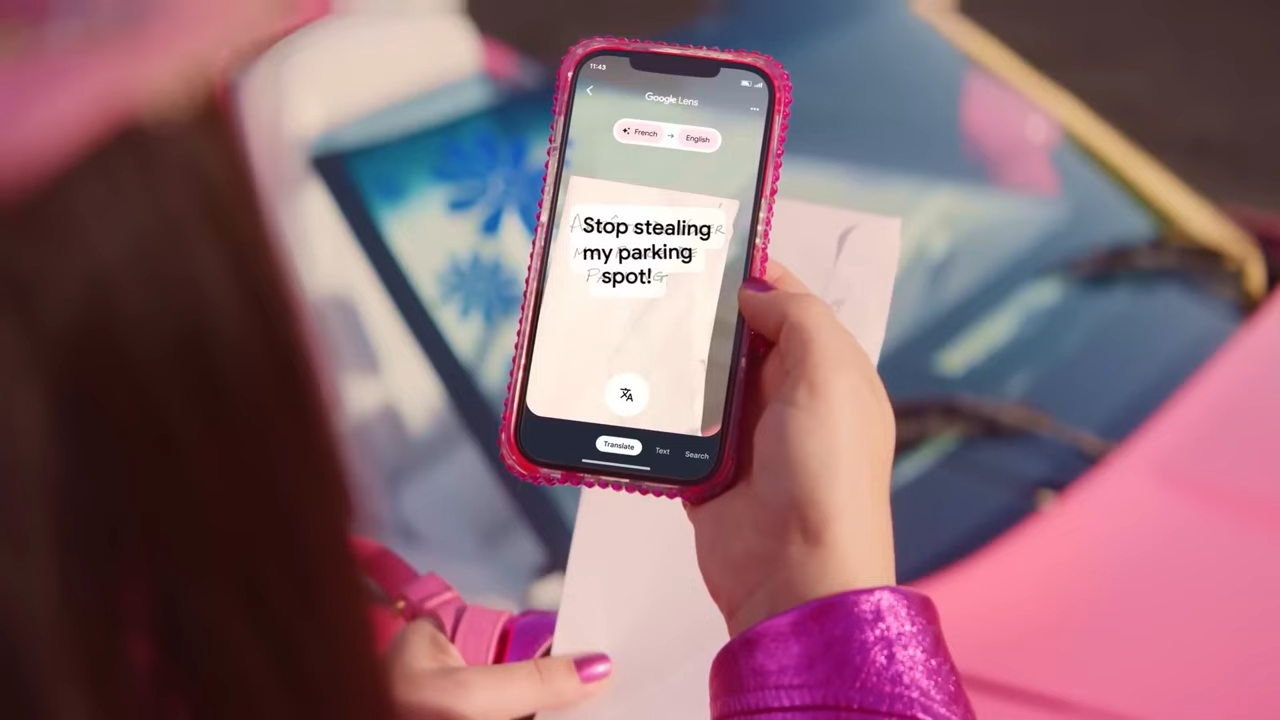 11:43
Google Lens
French → English
Stop stealing
my parking
spot!
Translate Text Search